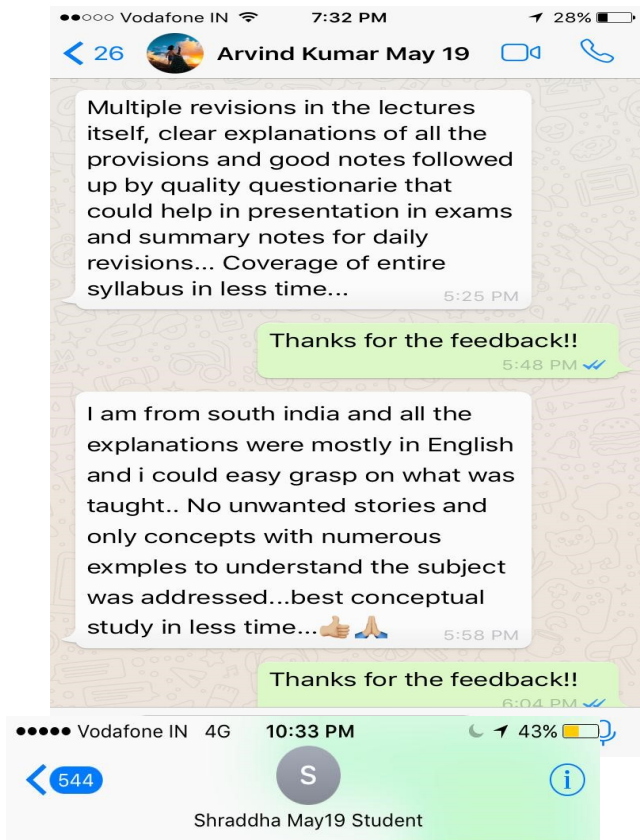 Vodafone IN 7:32 PM 28%
26 Arvind Kumar May 19
Multiple revisions in the lectures
itself, clear explanations of all the
provisions and good notes followed
up by quality questionarie that
could help in presentation in exams
and summary notes for daily
revisions... Coverage of entire
syllabus in less time...
5:25 PM
Thanks for the feedback!!
5:48 PM
I am from south india and all the
explanations were mostly in English
and i could easy grasp on what was
taught.. No unwanted stories and
only concepts with numerous
exmples to understand the subject
was addressed...best conceptual
study in less time...👍🏼🙏🏼
5:58 PM
Thanks for the feedback!!
6:04 PM
Vodafone IN 4G 10:33 PM 43%
544 S
Shraddha May19 Student